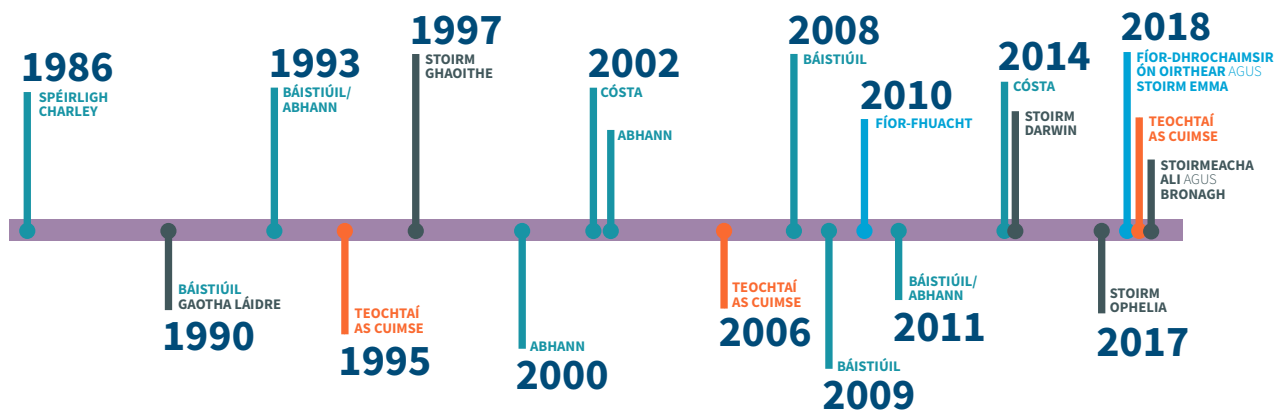 1986
SPÉIRLIGH
CHARLEY
1990
BÁISTIÚIL
GAOTHA LÁIDRE
1993
BÁISTIÚIL/
ABHANN
1995
TEOCHTAÍ
AS CUIMSE
1997
STOIRM
GHAOITHE
2000
ABHANN
2002
CÓSTA
ABHANN
2006
TEOCHTAÍ
AS CUIMSE
2008
BÁISTIÚIL
2009
BÁISTIÚIL
2010
FÍOR-FHUACHT
2011
BÁISTIÚIL/
ABHANN
2014
CÓSTA
STOIRM
DARWIN
2017
STOIRM
OPHELIA
2018
FÍOR-DHROCHAIMSIR
ÓN OIRTHEAR AGUS
STOIRM EMMA
TEOCHTAÍ
AS CUIMSE
STOIRMEACHA
ALI AGUS
BRONAGH